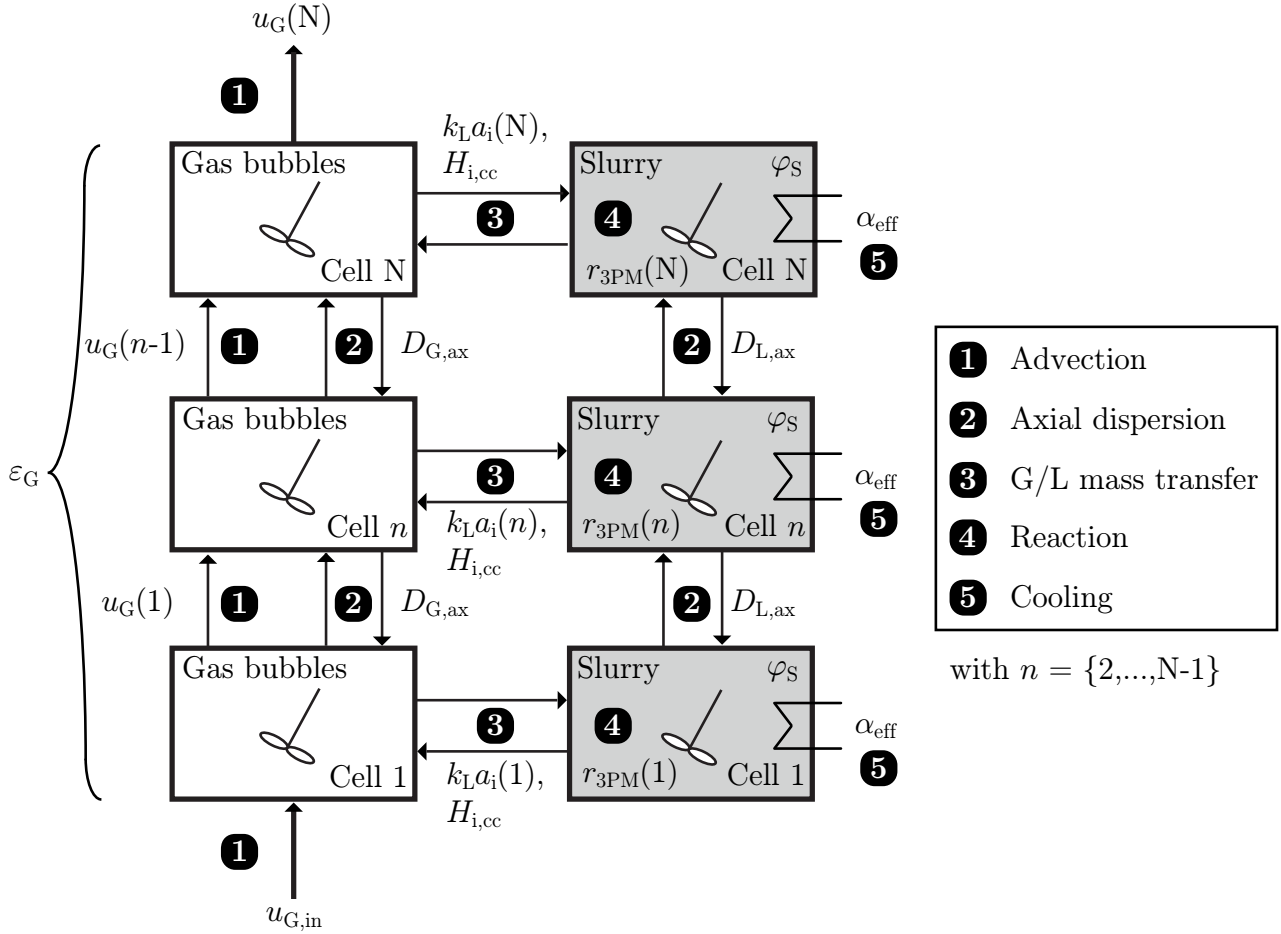 u_G(N)
1
k_La_i(N),
H_i,cc
Gas bubbles
Cell N
3
Slurry
φ_S
4
r_3PM(N)
Cell N
α_eff
5
u_G(n-1)
1
2
D_G,ax
2
D_L,ax
ε_G
Gas bubbles
Cell n
3
k_La_i(n),
H_i,cc
Slurry
φ_S
4
r_3PM(n)
Cell n
α_eff
5
u_G(1)
1
2
D_G,ax
2
D_L,ax
Gas bubbles
Cell 1
3
k_La_i(1),
H_i,cc
Slurry
φ_S
4
r_3PM(1)
Cell 1
α_eff
5
1
u_G,in
1 Advection
2 Axial dispersion
3 G/L mass transfer
4 Reaction
5 Cooling
with n = {2,...,N-1}